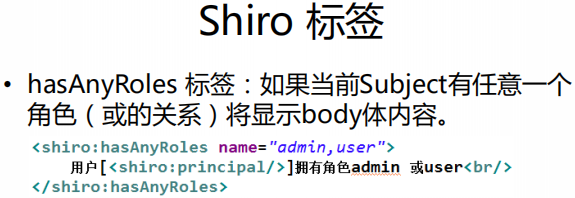 Shiro 标签
• hasAnyRoles 标签：如果当前Subject有任意一个
角色（或的关系）将显示body体内容。
<shiro:hasAnyRoles name="admin,user">
用户[<shiro:principal/>]拥有角色admin 或user<br/>
</shiro:hasAnyRoles>